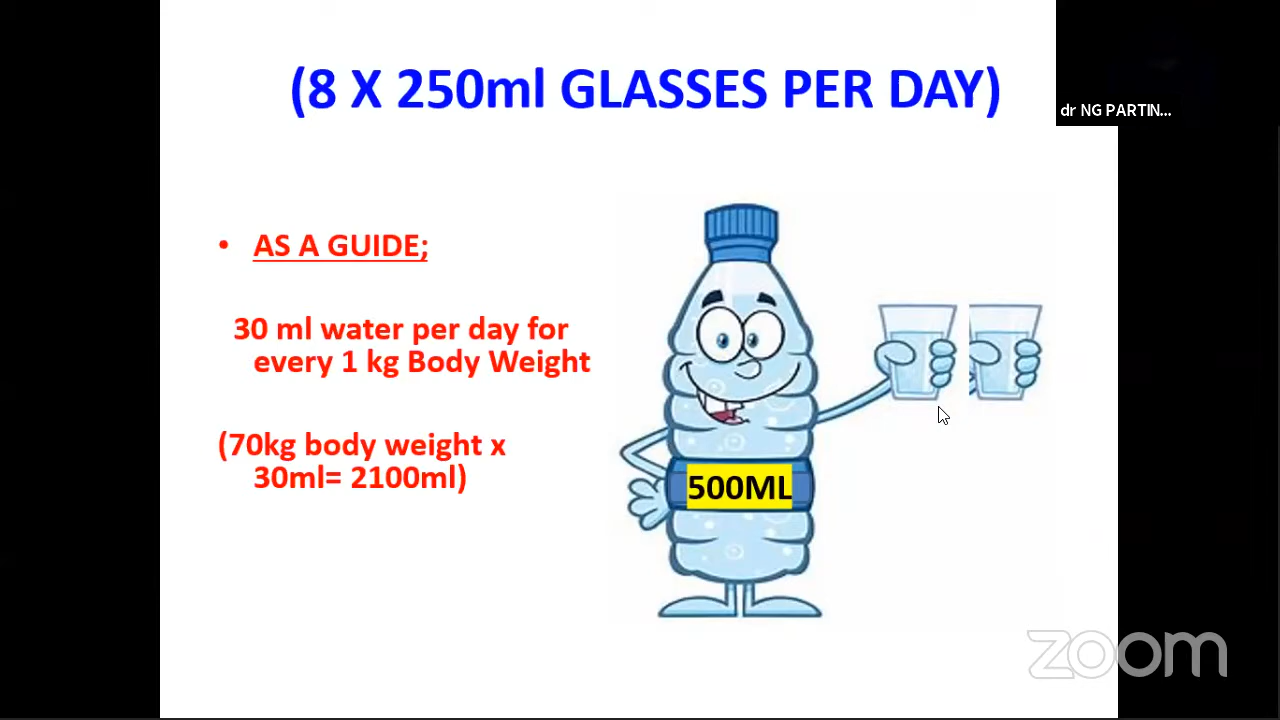 (8 X 250ml GLASSES PER DAY)
dr NG PARTIN...
• AS A GUIDE;
30 ml water per day for
every 1 kg Body Weight
(70kg body weight x
30ml= 2100ml)
500ML
zoom